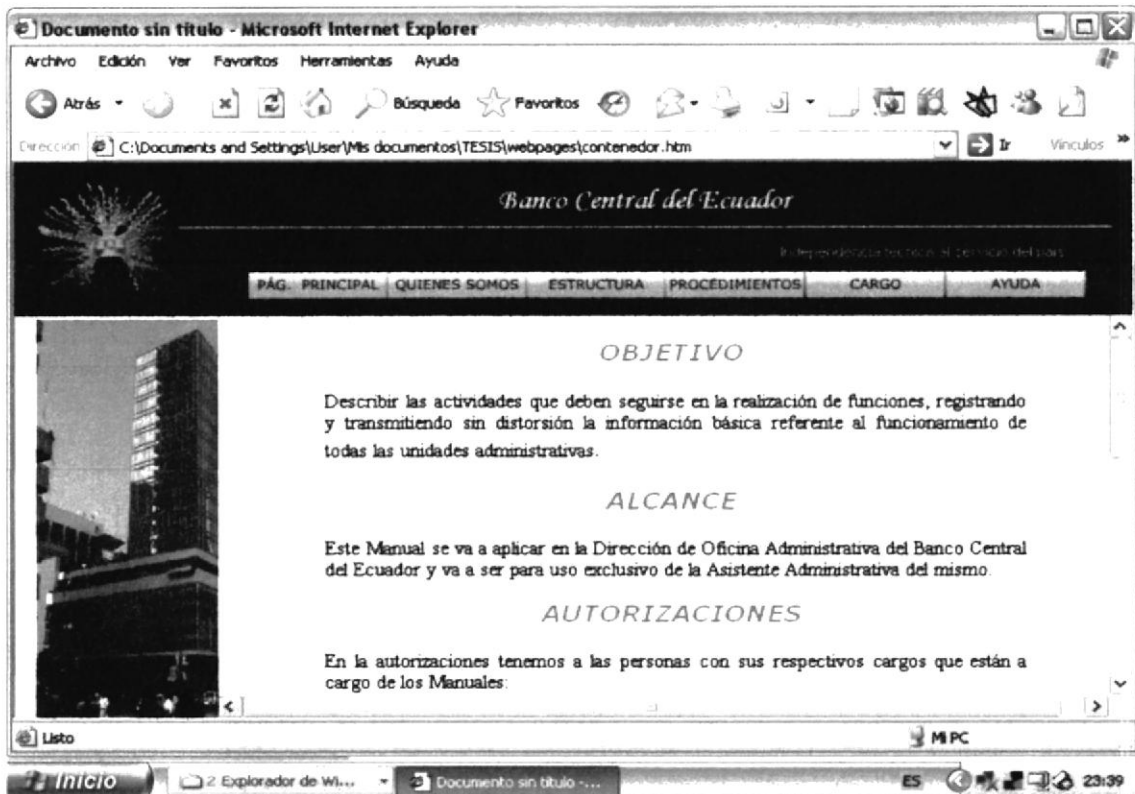 Documento sin título - Microsoft Internet Explorer
Archivo Edición Ver Favoritos Herramientas Ayuda
Atrás Búsqueda Favoritos
Dirección C:\Documents and Settings\User\Mis documentos\TESIS\webpages\contenedor.htm Ir Vínculos »
Banco Central del Ecuador
Independencia técnica al servicio del país
PÁG. PRINCIPAL QUIENES SOMOS ESTRUCTURA PROCEDIMIENTOS CARGO AYUDA
OBJETIVO
Describir las actividades que deben seguirse en la realización de funciones, registrando
y transmitiendo sin distorsión la información básica referente al funcionamiento de
todas las unidades administrativas.
ALCANCE
Este Manual se va a aplicar en la Dirección de Oficina Administrativa del Banco Central
del Ecuador y va a ser para uso exclusivo de la Asistente Administrativa del mismo.
AUTORIZACIONES
En la autorizaciones tenemos a las personas con sus respectivos cargos que están a
cargo de los Manuales:
Listo Mi PC
Inicio 2 Explorador de Wi... Documento sin título -... ES 23:39